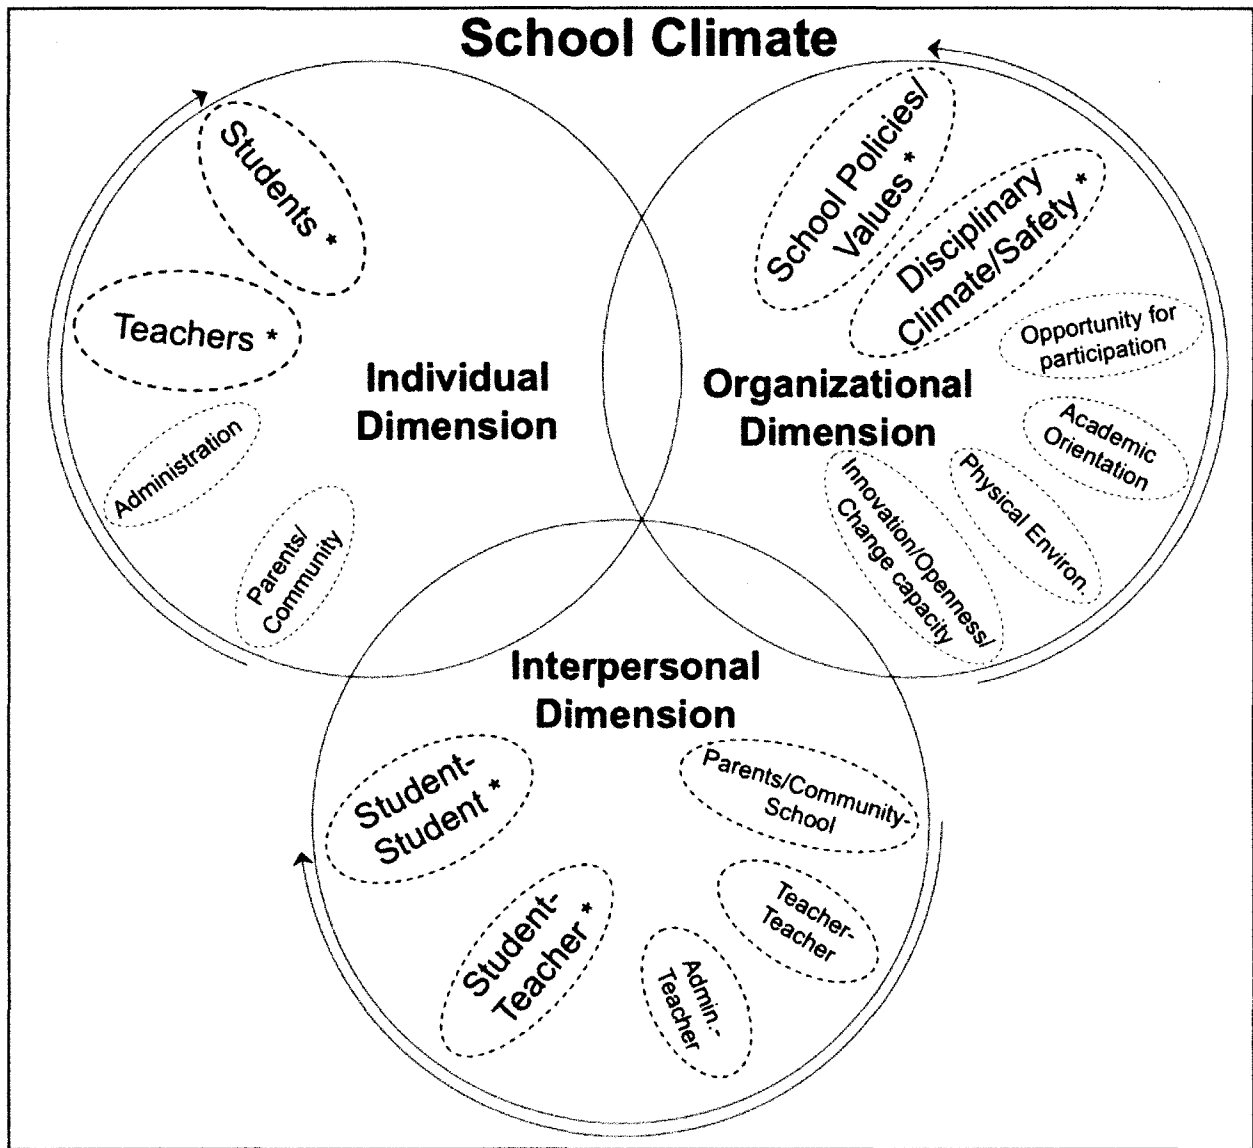 School Climate
Students *
Teachers *
Administration
Parents/
Community
Individual
Dimension
School Policies/
Values *
Disciplinary
Climate/Safety *
Opportunity for
participation
Academic
Orientation
Physical Environ.
Innovation/Openness/
Change capacity
Organizational
Dimension
Interpersonal
Dimension
Student-
Student *
Student-
Teacher *
Admin.-
Teacher
Teacher-
Teacher
Parents/Community-
School